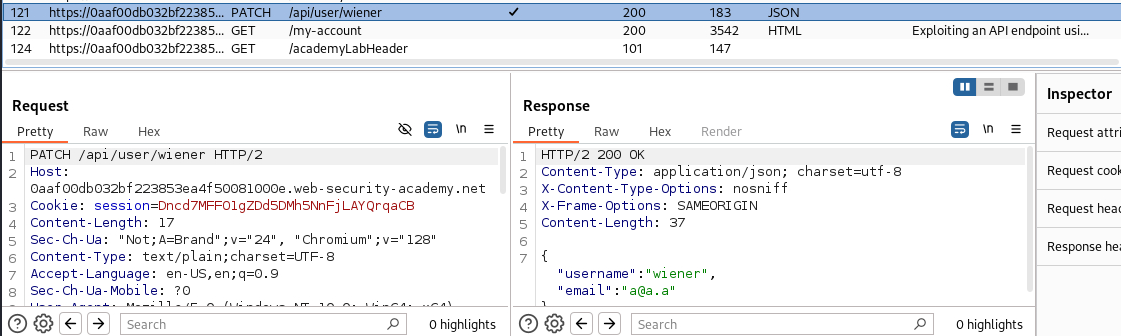 121 https://0aaf00db032bf22385... PATCH /api/user/wiener ✓ 200 183 JSON
122 https://0aaf00db032bf22385... GET /my-account 200 3542 HTML Exploiting an API endpoint usi...
124 https://0aaf00db032bf22385... GET /academyLabHeader 101 147
Request
Pretty Raw Hex \n
1 PATCH /api/user/wiener HTTP/2
2 Host:
0aaf00db032bf223853ea4f50081000e.web-security-academy.net
3 Cookie: session=Dncd7MFFO1gZDd5DMh5NnFjLAYQrqaCB
4 Content-Length: 17
5 Sec-Ch-Ua: "Not;A=Brand";v="24", "Chromium";v="128"
6 Content-Type: text/plain;charset=UTF-8
7 Accept-Language: en-US,en;q=0.9
8 Sec-Ch-Ua-Mobile: ?0
Search 0 highlights
Response
Pretty Raw Hex Render \n
1 HTTP/2 200 OK
2 Content-Type: application/json; charset=utf-8
3 X-Content-Type-Options: nosniff
4 X-Frame-Options: SAMEORIGIN
5 Content-Length: 37
6
7 {
"username":"wiener",
"email":"a@a.a"
Search 0 highlights
Inspector
Request attri
Request cook
Request head
Response hea